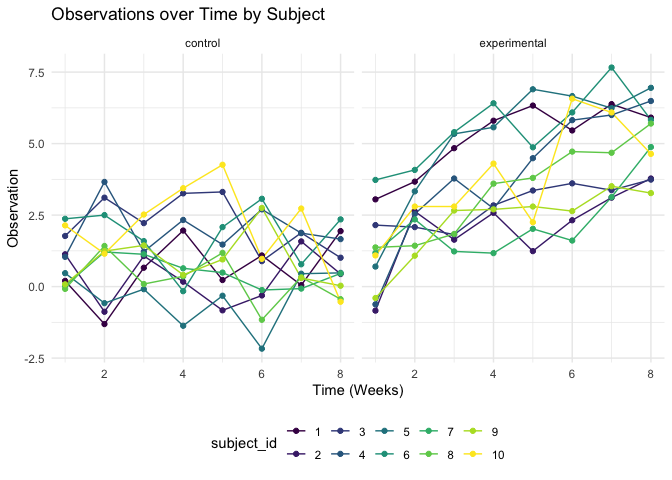 Observations over Time by Subject
control experimental
7.5
5.0
2.5
0.0
-2.5
Observation
2 4 6 8 2 4 6 8
Time (Weeks)
subject_id
1 3 5 7 9
2 4 6 8 10